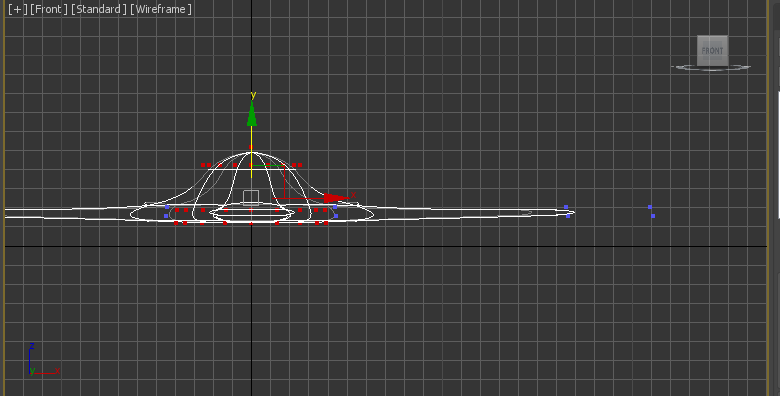 [+] [Front] [Standard] [Wireframe]
FRONT
y
x
z
y x